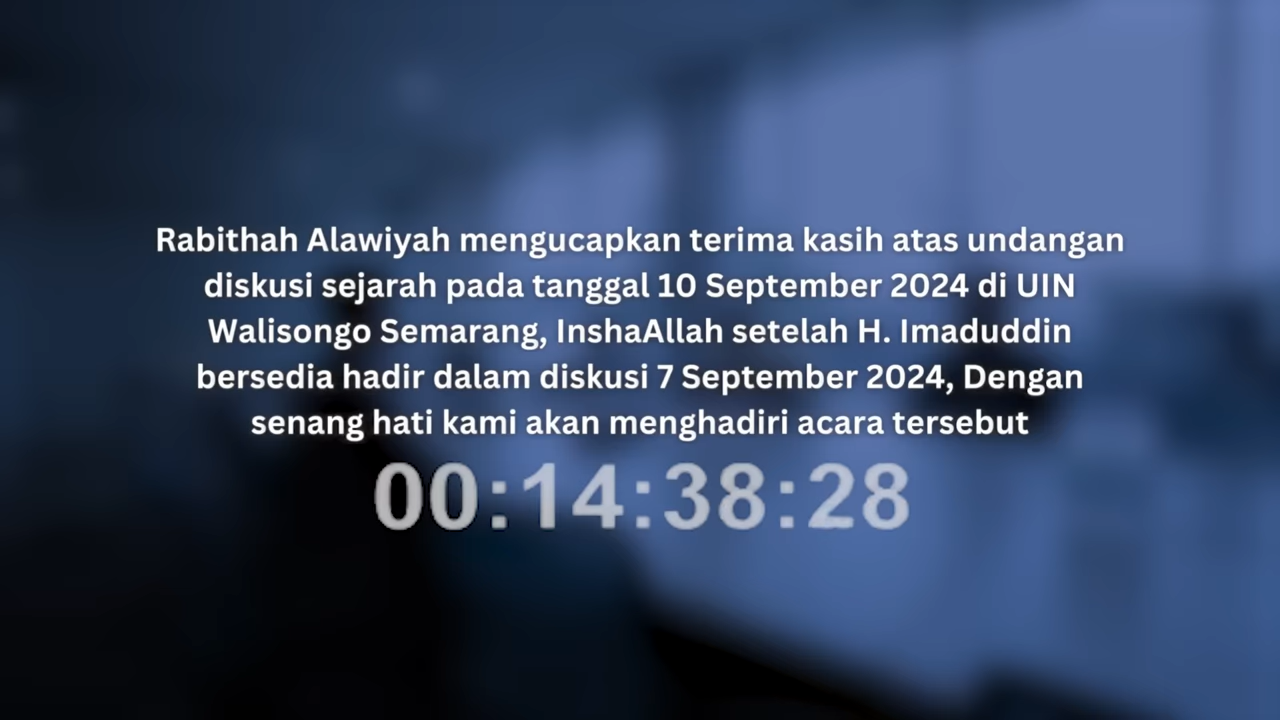 Rabithah Alawiyah mengucapkan terima kasih atas undangan
diskusi sejarah pada tanggal 10 September 2024 di UIN
Walisongo Semarang, InshaAllah setelah H. Imaduddin
bersedia hadir dalam diskusi 7 September 2024, Dengan
senang hati kami akan menghadiri acara tersebut
00:14:38:28